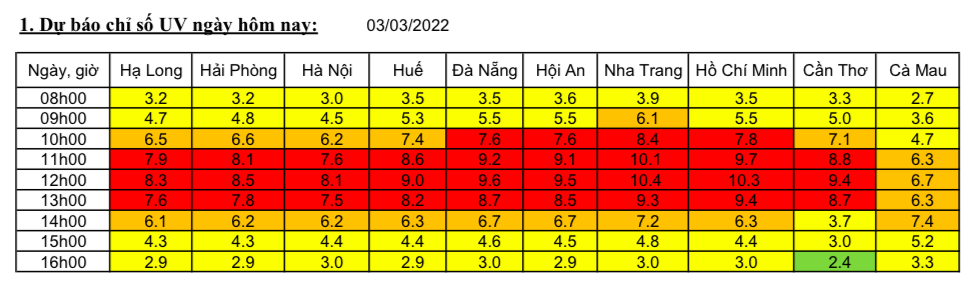 1. Dự báo chỉ số UV ngày hôm nay: 03/03/2022
Ngày, giờ Hạ Long Hải Phòng Hà Nội Huế Đà Nẵng Hội An Nha Trang Hồ Chí Minh Cần Thơ Cà Mau
08h00 3.2 3.2 3.0 3.5 3.5 3.6 3.9 3.5 3.3 2.7
09h00 4.7 4.8 4.5 5.3 5.5 5.5 6.1 5.5 5.0 3.6
10h00 6.5 6.6 6.2 7.4 7.6 7.6 8.4 7.8 7.1 4.7
11h00 7.9 8.1 7.6 8.6 9.2 9.1 10.1 9.7 8.8 6.3
12h00 8.3 8.5 8.1 9.0 9.6 9.5 10.4 10.3 9.4 6.7
13h00 7.6 7.8 7.5 8.2 8.7 8.5 9.3 9.4 8.7 6.3
14h00 6.1 6.2 6.2 6.3 6.7 6.7 7.2 6.3 3.7 7.4
15h00 4.3 4.3 4.4 4.4 4.6 4.5 4.8 4.4 3.0 5.2
16h00 2.9 2.9 3.0 2.9 3.0 2.9 3.0 3.0 2.4 3.3